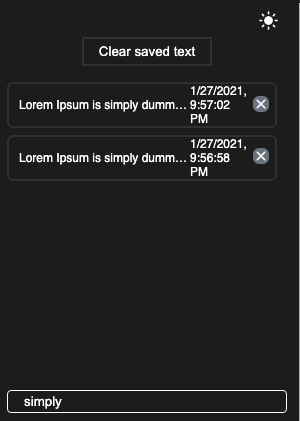 Clear saved text
Lorem Ipsum is simply dumm...
1/27/2021,
9:57:02
PM
Lorem Ipsum is simply dumm...
1/27/2021,
9:56:58
PM
simply